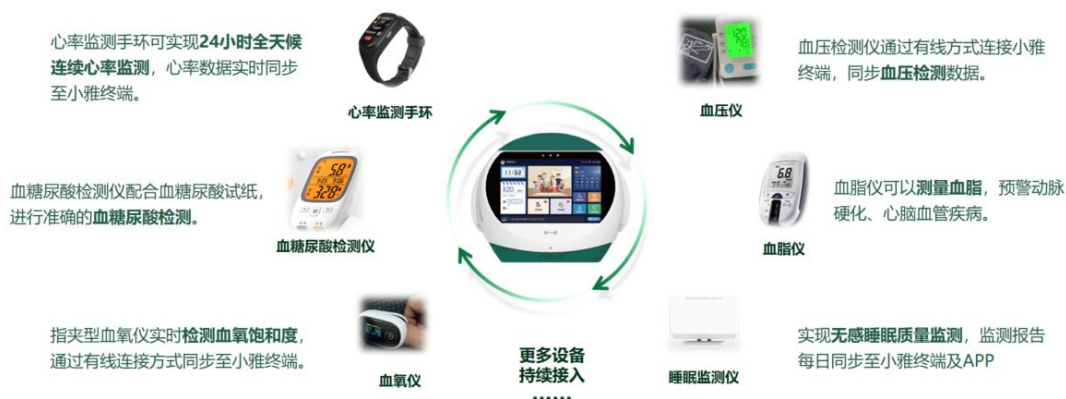 心率监测手环可实现24小时全天候
连续心率监测，心率数据实时同步
至小雅终端。
心率监测手环
血压仪
血压检测仪通过有线方式连接小雅
终端，同步血压检测数据。
血糖尿酸检测仪配合血糖尿酸试纸，
进行准确的血糖尿酸检测。
5.8
328
血糖尿酸检测仪
11:32
6.8
血脂仪
血脂仪可以测量血脂，预警动脉
硬化、心脑血管疾病。
指夹型血氧仪实时检测血氧饱和度，
通过有线连接方式同步至小雅终端。
血氧仪
更多设备
持续接入
……
睡眠监测仪
实现无感睡眠质量监测，监测报告
每日同步至小雅终端及APP